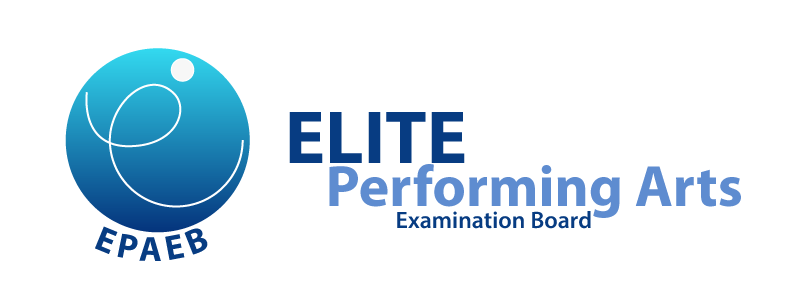 ELITE
Performing Arts
Examination Board
EPAEB